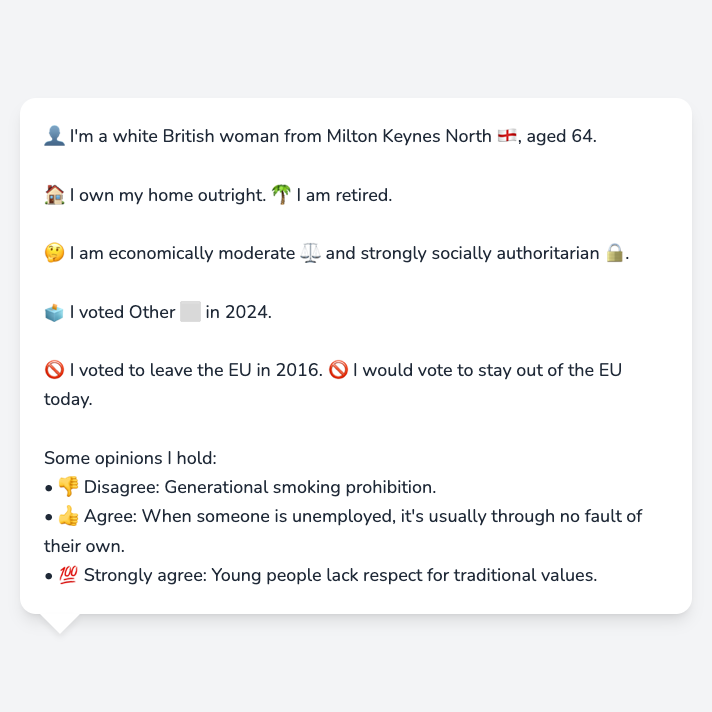 👤 I'm a white British woman from Milton Keynes North 🏴󠁧󠁢󠁥󠁮󠁧󠁿, aged 64.
🏠 I own my home outright. 🌴 I am retired.
🤔 I am economically moderate ⚖️ and strongly socially authoritarian 🔒.
🗳️ I voted Other ⬜ in 2024.
🚫 I voted to leave the EU in 2016. 🚫 I would vote to stay out of the EU
today.
Some opinions I hold:
• 👎 Disagree: Generational smoking prohibition.
• 👍 Agree: When someone is unemployed, it's usually through no fault of
their own.
• 💯 Strongly agree: Young people lack respect for traditional values.